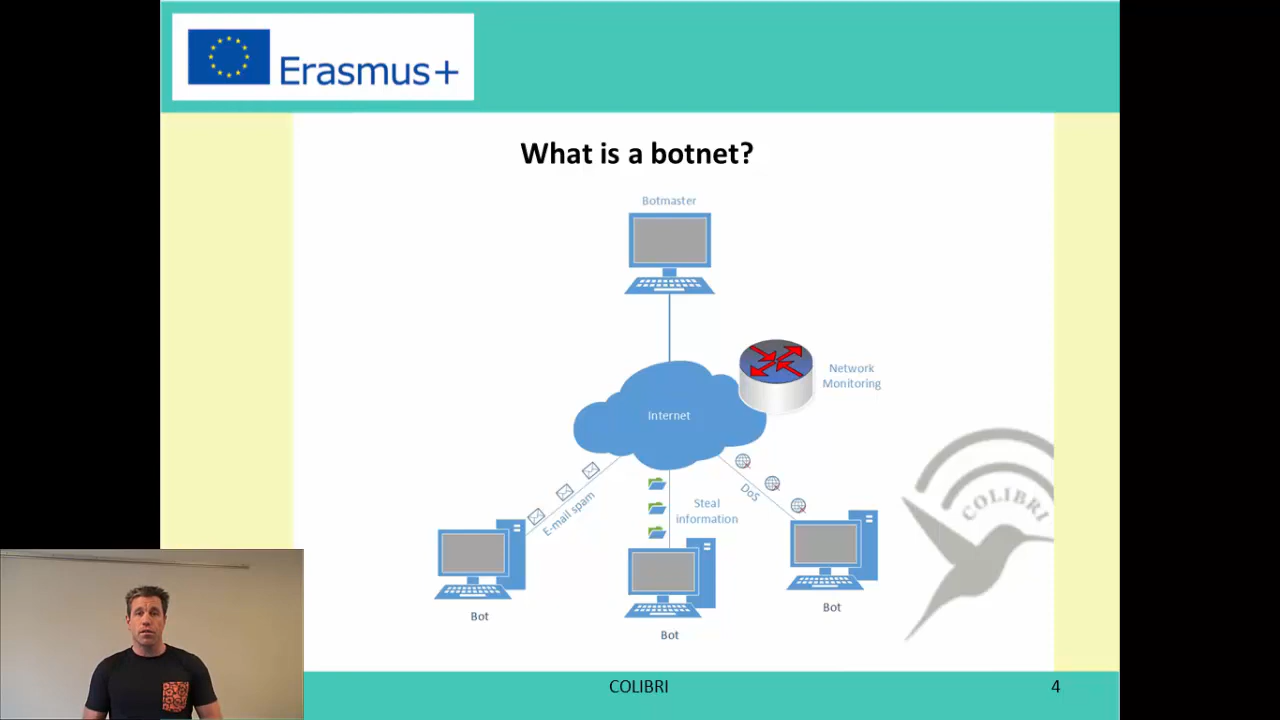 Erasmus+
What is a botnet?
Botmaster
Network
Monitoring
Internet
E-mail spam
Steal
information
DoS
COLIBRI
Bot
Bot
Bot
COLIBRI
4